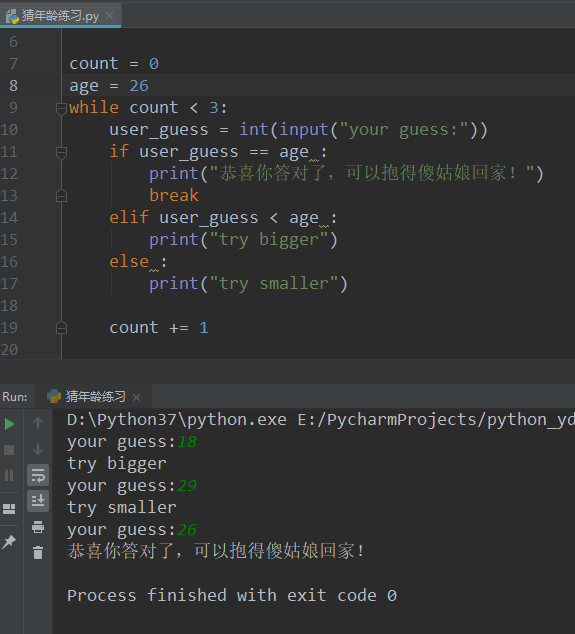 猜年龄练习.py
6
7 count = 0
8 age = 26
9 while count < 3:
10 user_guess = int(input("your guess:"))
11 if user_guess == age :
12 print("恭喜你答对了，可以抱得傻姑娘回家！")
13 break
14 elif user_guess < age :
15 print("try bigger")
16 else :
17 print("try smaller")
18
19 count += 1
20
Run: 猜年龄练习
D:\Python37\python.exe E:/PycharmProjects/python_yd
your guess:18
try bigger
your guess:29
try smaller
your guess:26
恭喜你答对了，可以抱得傻姑娘回家！
Process finished with exit code 0